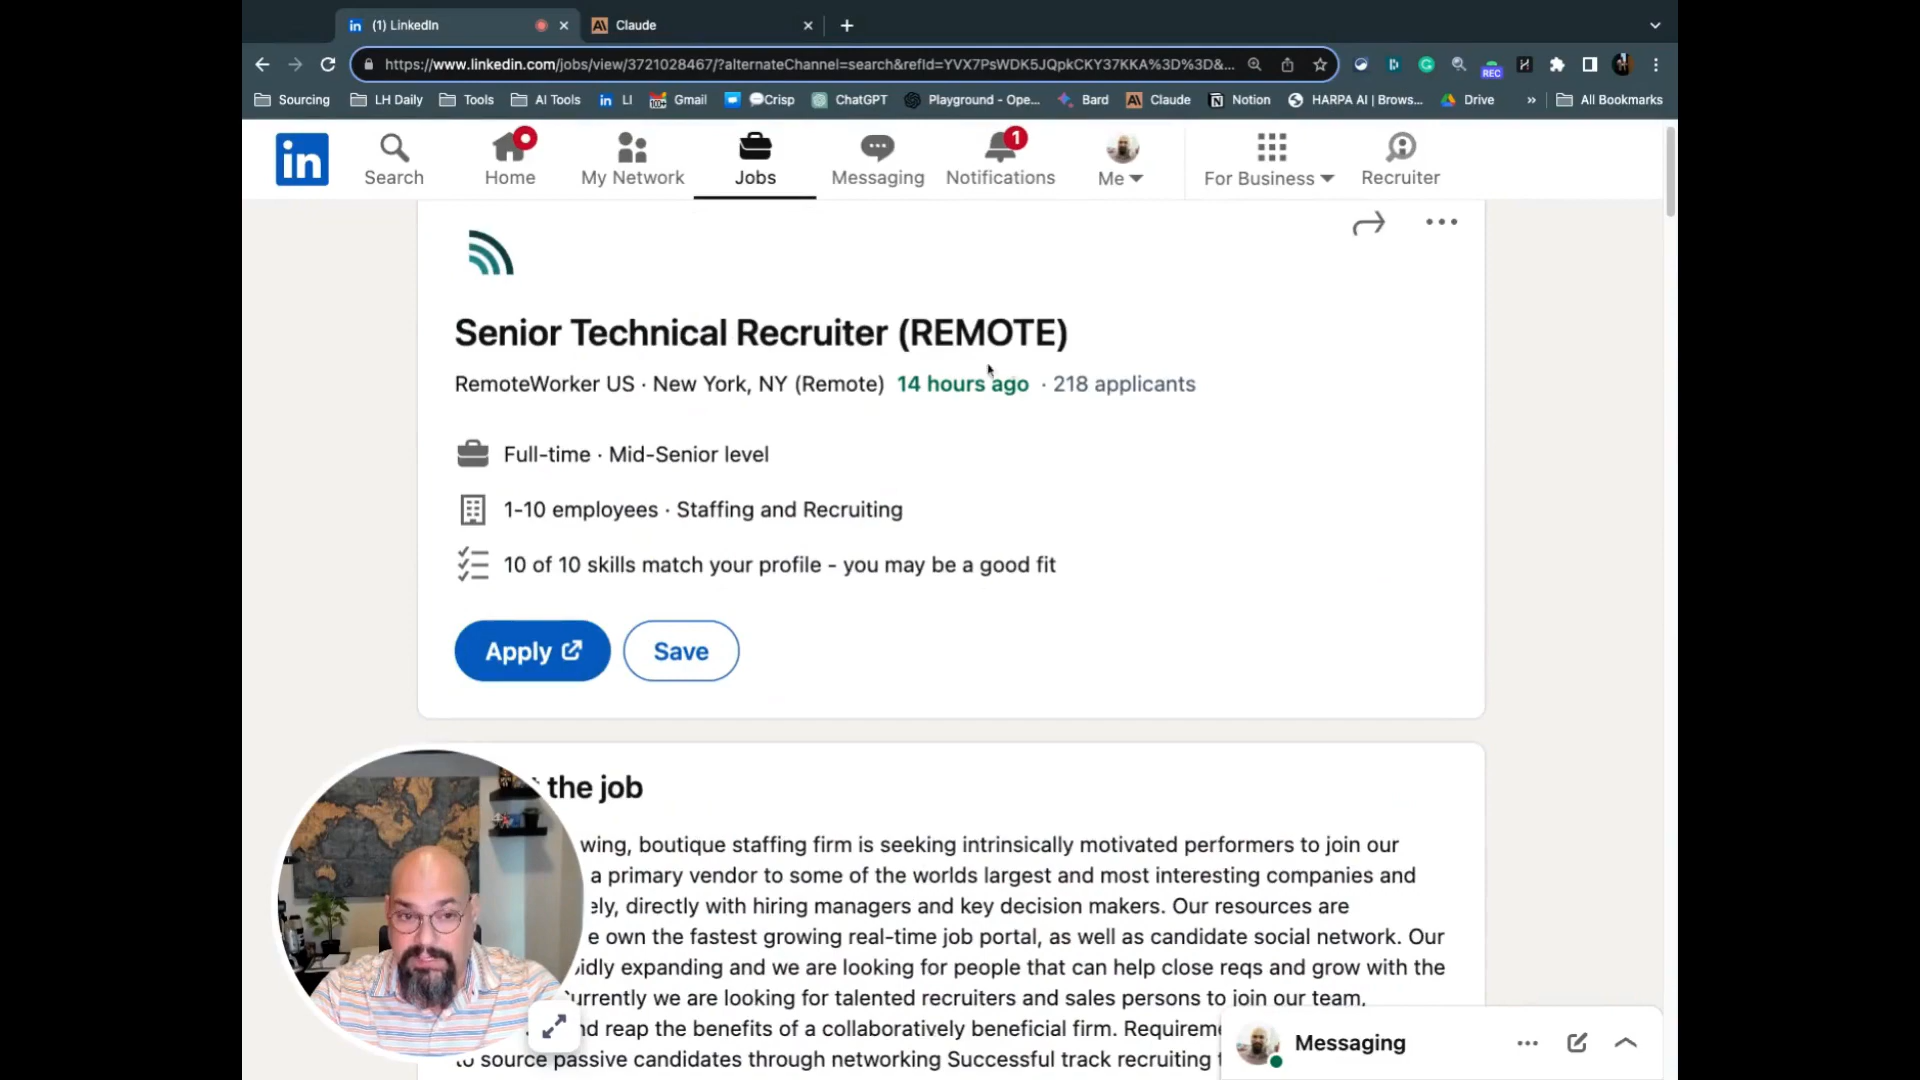 (1) LinkedIn
Claude
https://www.linkedin.com/jobs/view/3721028467/?alternateChannel=search&refId=YVX7PsWDK5JQpkCKY37KKA%3D%3D&...
REC
Sourcing
LH Daily
Tools
AI Tools
in LI
Gmail
Crisp
ChatGPT
Playground - Ope...
Bard
Claude
Notion
HARPA AI | Brows...
Drive
»
All Bookmarks
in
Search
Home
My Network
Jobs
Messaging
1
Notifications
Me
For Business
Recruiter
Senior Technical Recruiter (REMOTE)
RemoteWorker US · New York, NY (Remote) 14 hours ago · 218 applicants
Full-time · Mid-Senior level
1-10 employees · Staffing and Recruiting
10 of 10 skills match your profile - you may be a good fit
Apply
Save
the job
wing, boutique staffing firm is seeking intrinsically motivated performers to join our
a primary vendor to some of the worlds largest and most interesting companies and
ely, directly with hiring managers and key decision makers. Our resources are
e own the fastest growing real-time job portal, as well as candidate social network. Our
idly expanding and we are looking for people that can help close reqs and grow with the
urrently we are looking for talented recruiters and sales persons to join our team,
nd reap the benefits of a collaboratively beneficial firm. Requireme
to source passive candidates through networking Successful track recruiting
Messaging